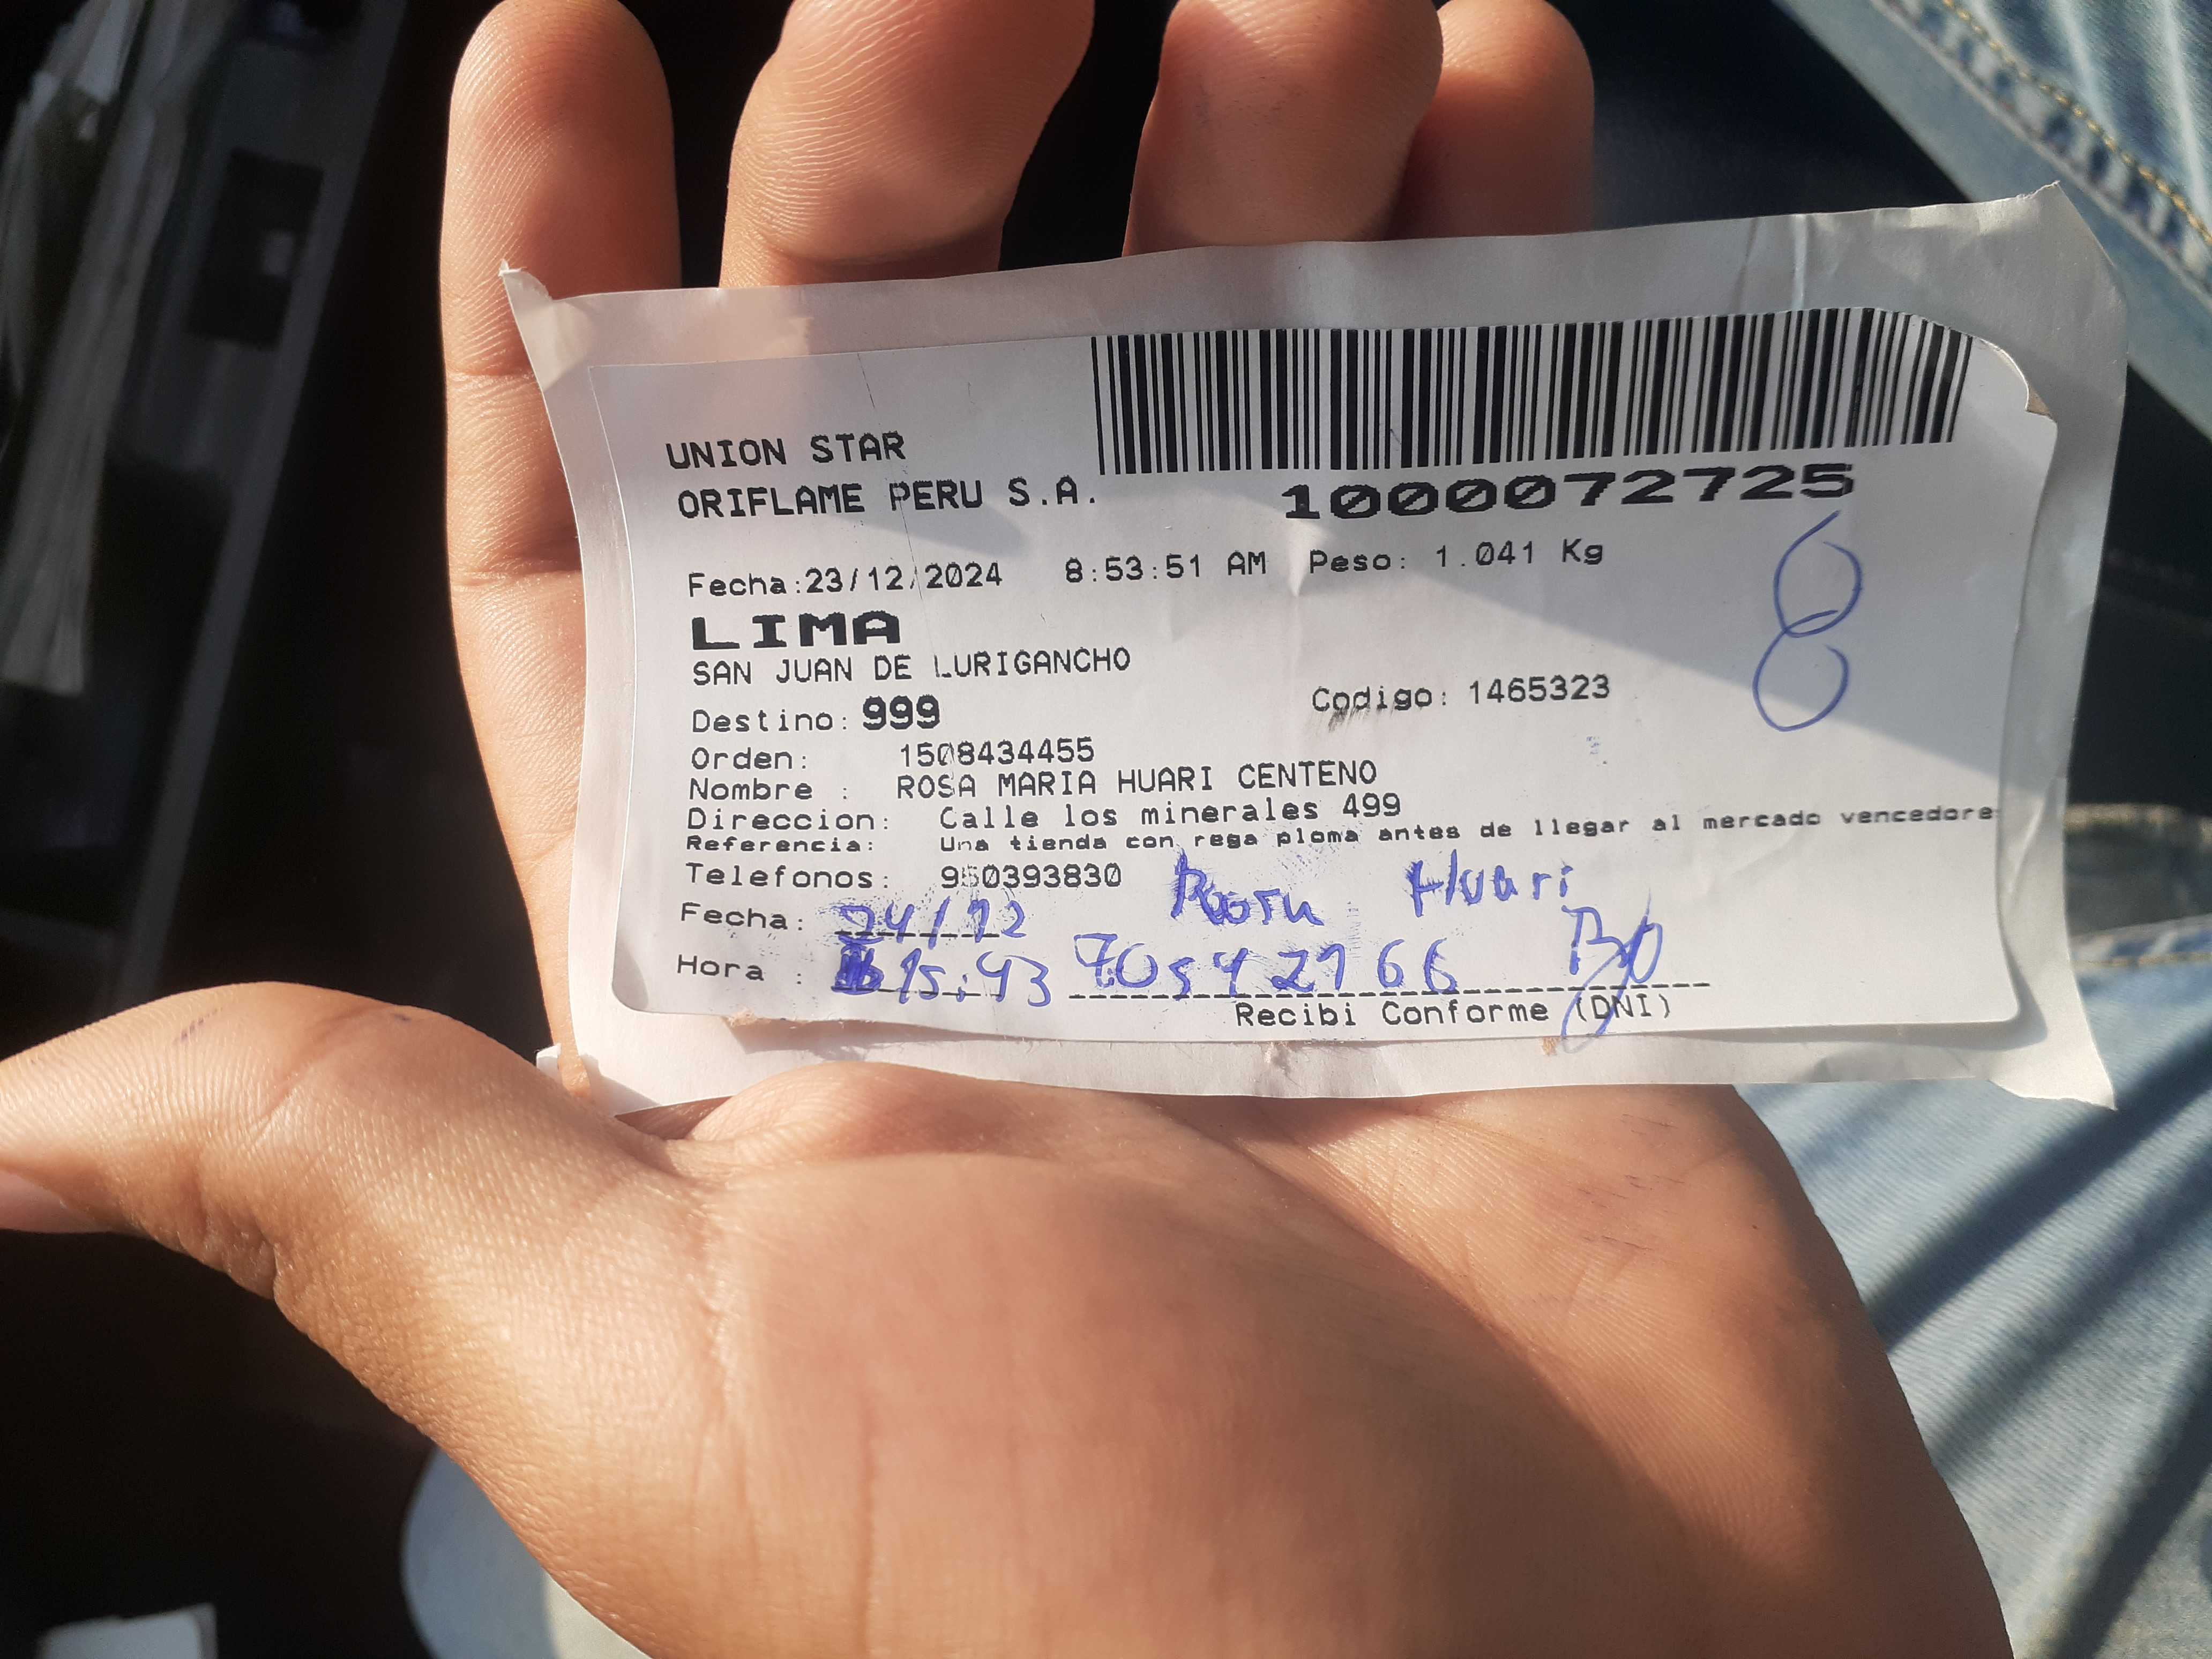 UNION STAR
ORIFLAME PERU S.A.
1000072725
Fecha:23/12/2024 8:53:51 AM Peso: 1.041 Kg
8
LIMA
SAN JUAN DE LURIGANCHO
Destino: 999 Codigo: 1465323
Orden: 1508434455
Nombre : ROSA MARIA HUARI CENTENO
Direccion: Calle los minerales 499
Referencia: Una tienda con rega ploma antes de llegar al mercado vencedore
Telefonos: 950393830
Rosa Huari
Fecha: 24/12
Hora : 15:43 70542166
Recibi Conforme (DNI)